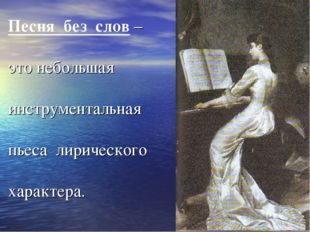 Песня без слов –
это небольшая
инструментальная
пьеса лирического
характера.